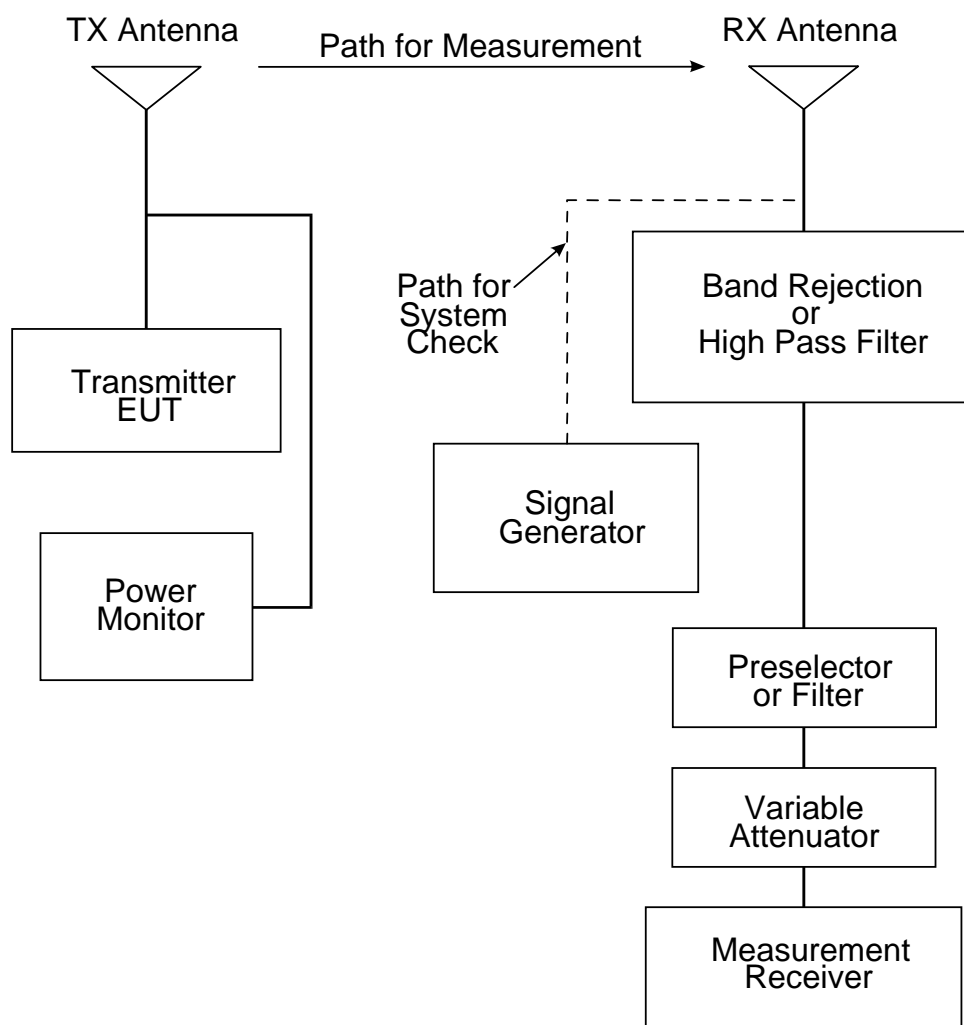 TX Antenna
Path for Measurement
RX Antenna
Path for
System
Check
Band Rejection
or
High Pass Filter
Transmitter
EUT
Signal
Generator
Power
Monitor
Preselector
or Filter
Variable
Attenuator
Measurement
Receiver